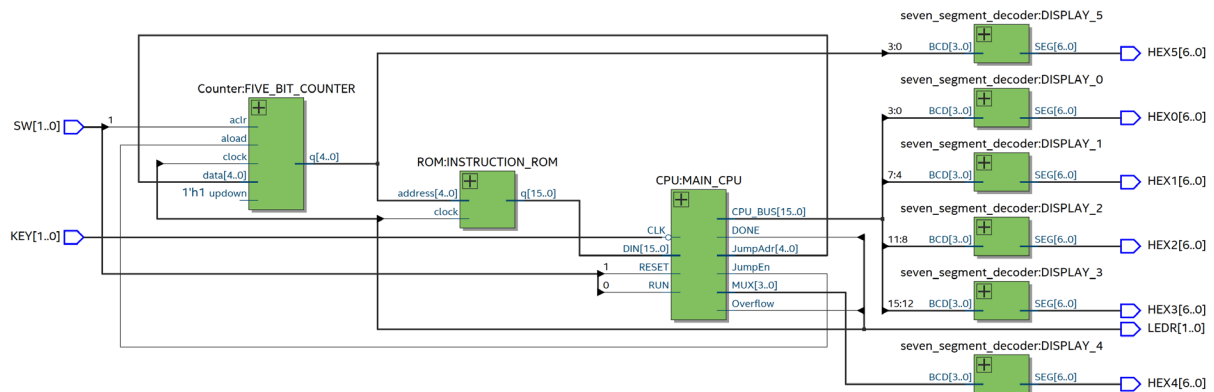 seven_segment_decoder:DISPLAY_5
3:0 BCD[3..0] SEG[6..0] HEX5[6..0]
seven_segment_decoder:DISPLAY_0
Counter:FIVE_BIT_COUNTER
SW[1..0] 1 aclr
aload
clock
data[4..0]
1'h1 updown
q[4..0]
3:0 BCD[3..0] SEG[6..0] HEX0[6..0]
seven_segment_decoder:DISPLAY_1
ROM:INSTRUCTION_ROM
address[4..0] q[15..0]
clock
7:4 BCD[3..0] SEG[6..0] HEX1[6..0]
CPU:MAIN_CPU
KEY[1..0]
CLK
DIN[15..0]
1 RESET
0 RUN
CPU_BUS[15..0]
DONE
JumpAdr[4..0]
JumpEn
MUX[3..0]
Overflow
seven_segment_decoder:DISPLAY_2
11:8 BCD[3..0] SEG[6..0] HEX2[6..0]
seven_segment_decoder:DISPLAY_3
15:12 BCD[3..0] SEG[6..0] HEX3[6..0]
LEDR[1..0]
seven_segment_decoder:DISPLAY_4
BCD[3..0] SEG[6..0] HEX4[6..0]